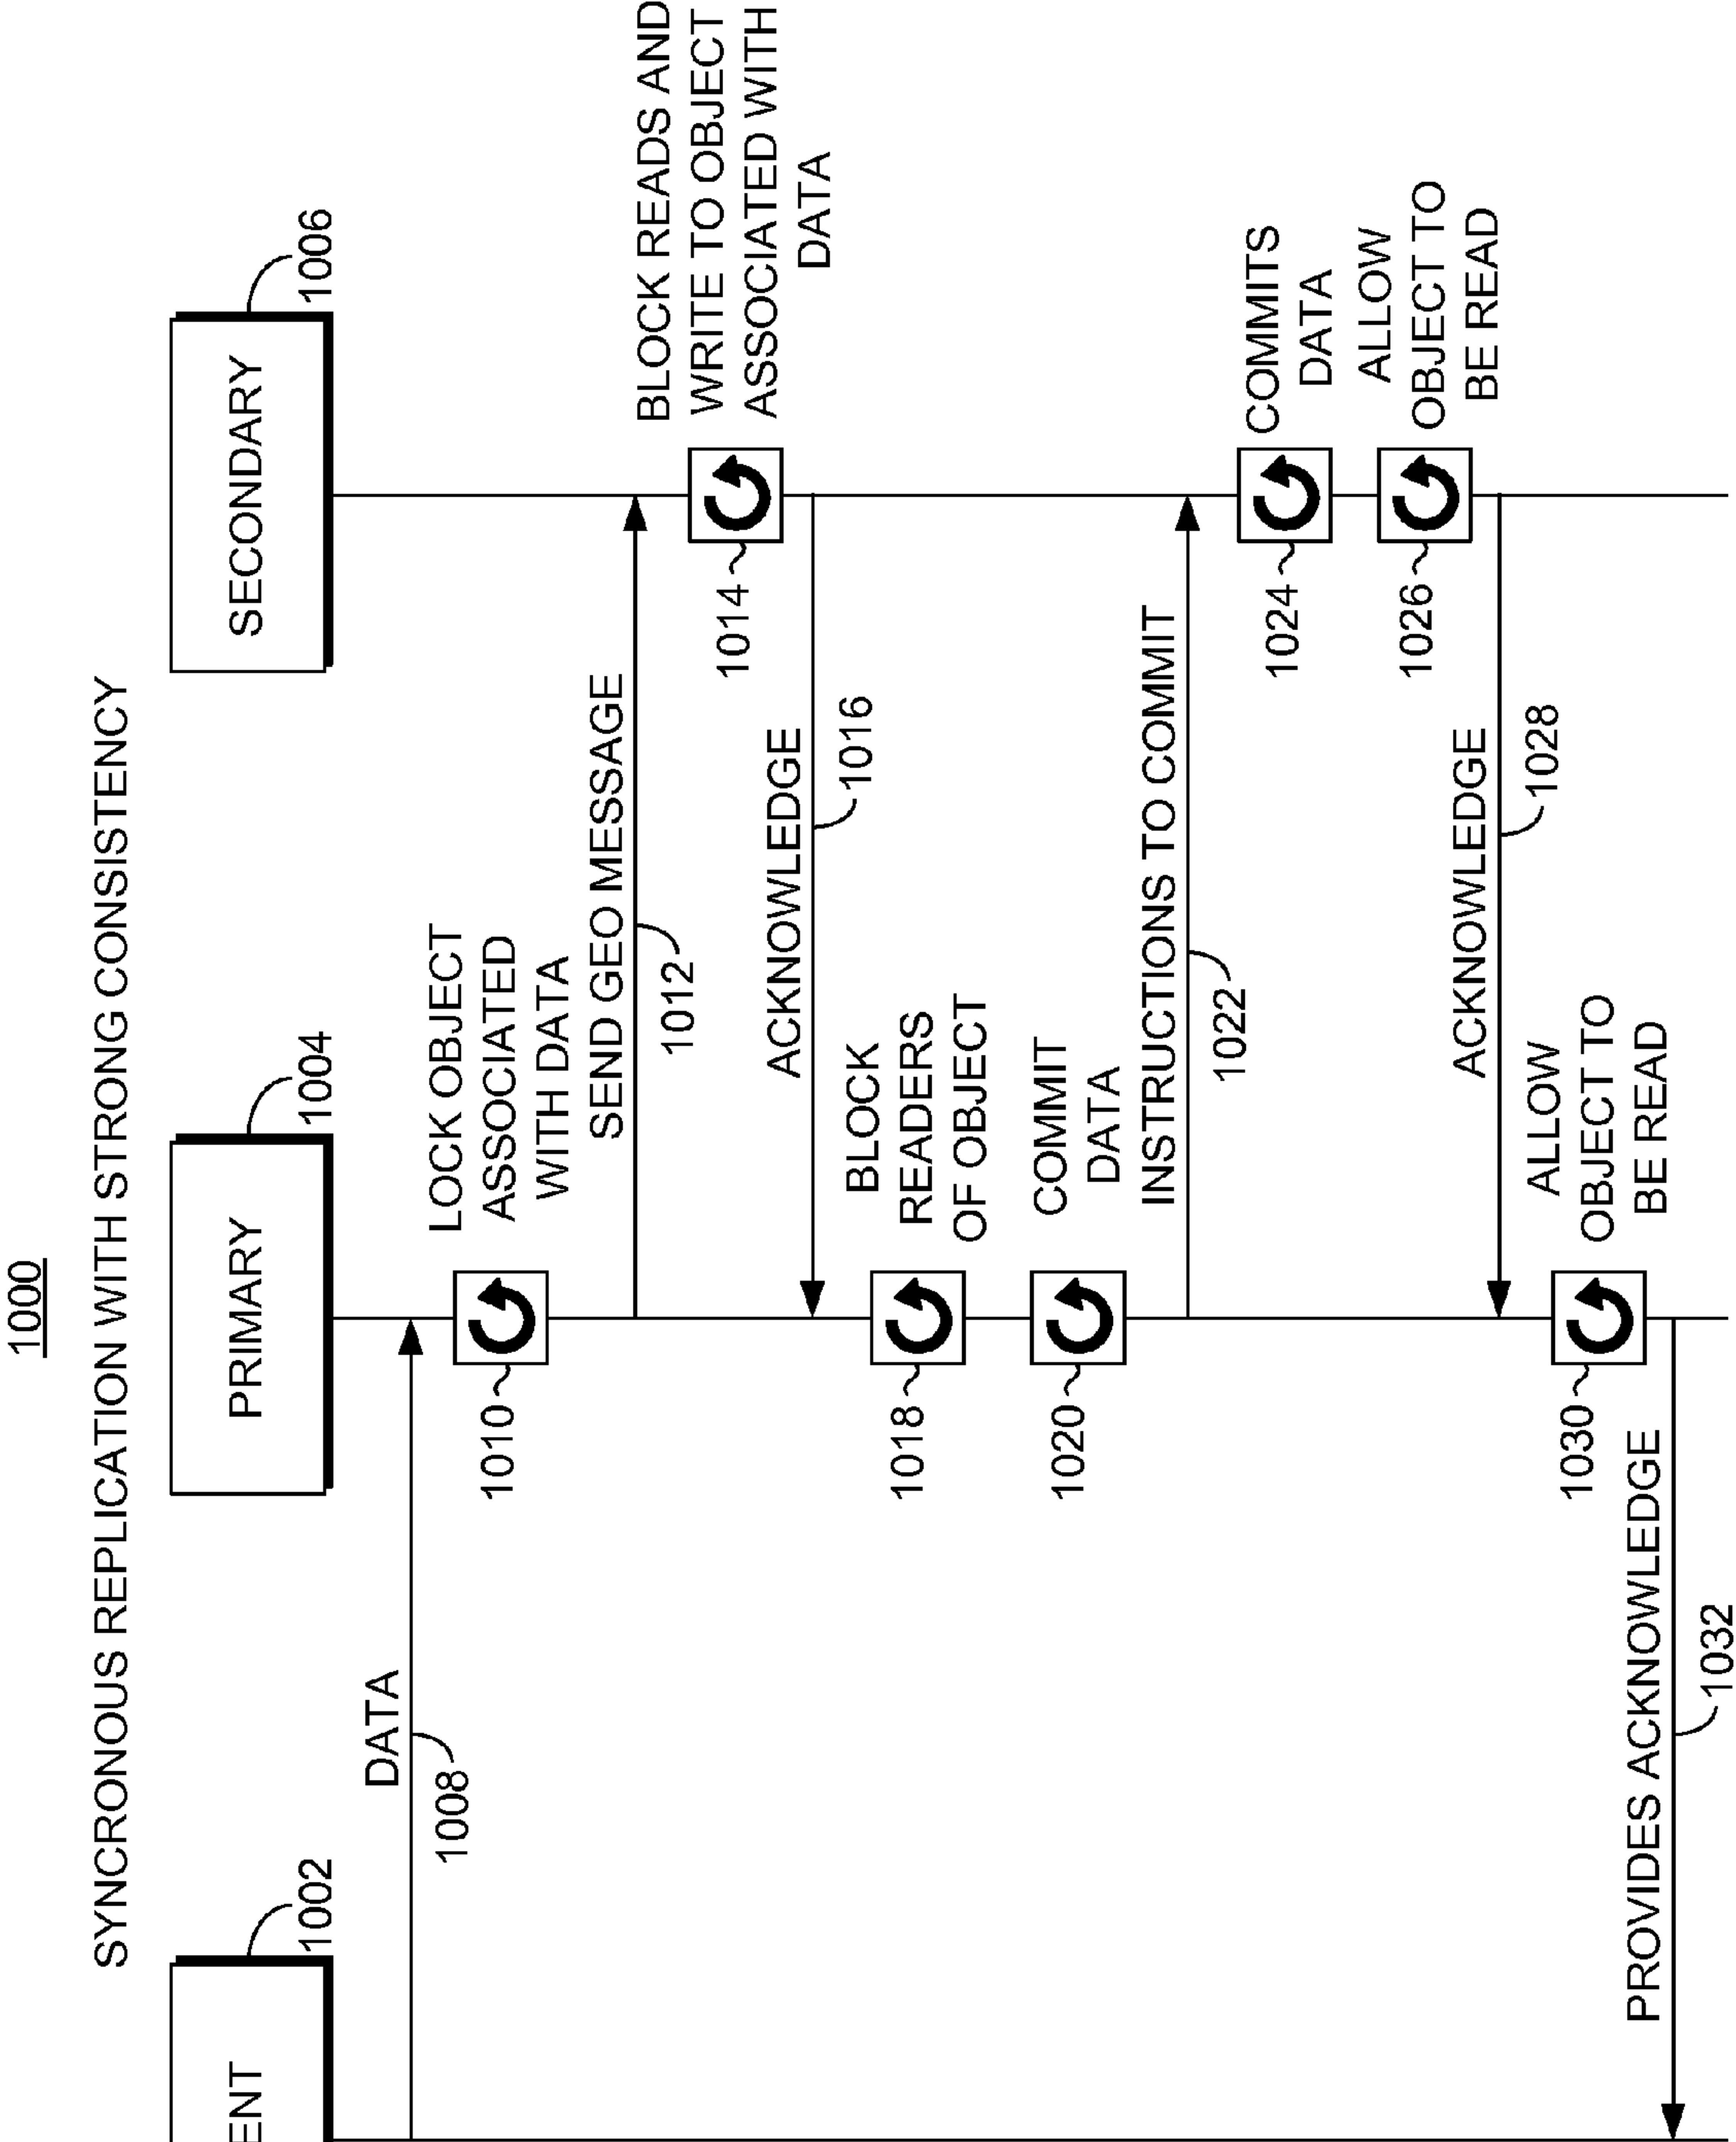 1000
SYNCRONOUS REPLICATION WITH STRONG CONSISTENCY
ENT
1002
PRIMARY
1004
SECONDARY
1006
DATA
1008
LOCK OBJECT
ASSOCIATED
WITH DATA
1010
SEND GEO MESSAGE
1012
BLOCK READS AND
WRITE TO OBJECT
ASSOCIATED WITH
DATA
1014
ACKNOWLEDGE
1016
BLOCK
READERS
OF OBJECT
1018
COMMIT
DATA
1020
INSTRUCTIONS TO COMMIT
1022
COMMITS
DATA
1024
ALLOW
OBJECT TO
BE READ
1026
ACKNOWLEDGE
1028
ALLOW
OBJECT TO
BE READ
1030
PROVIDES ACKNOWLEDGE
1032